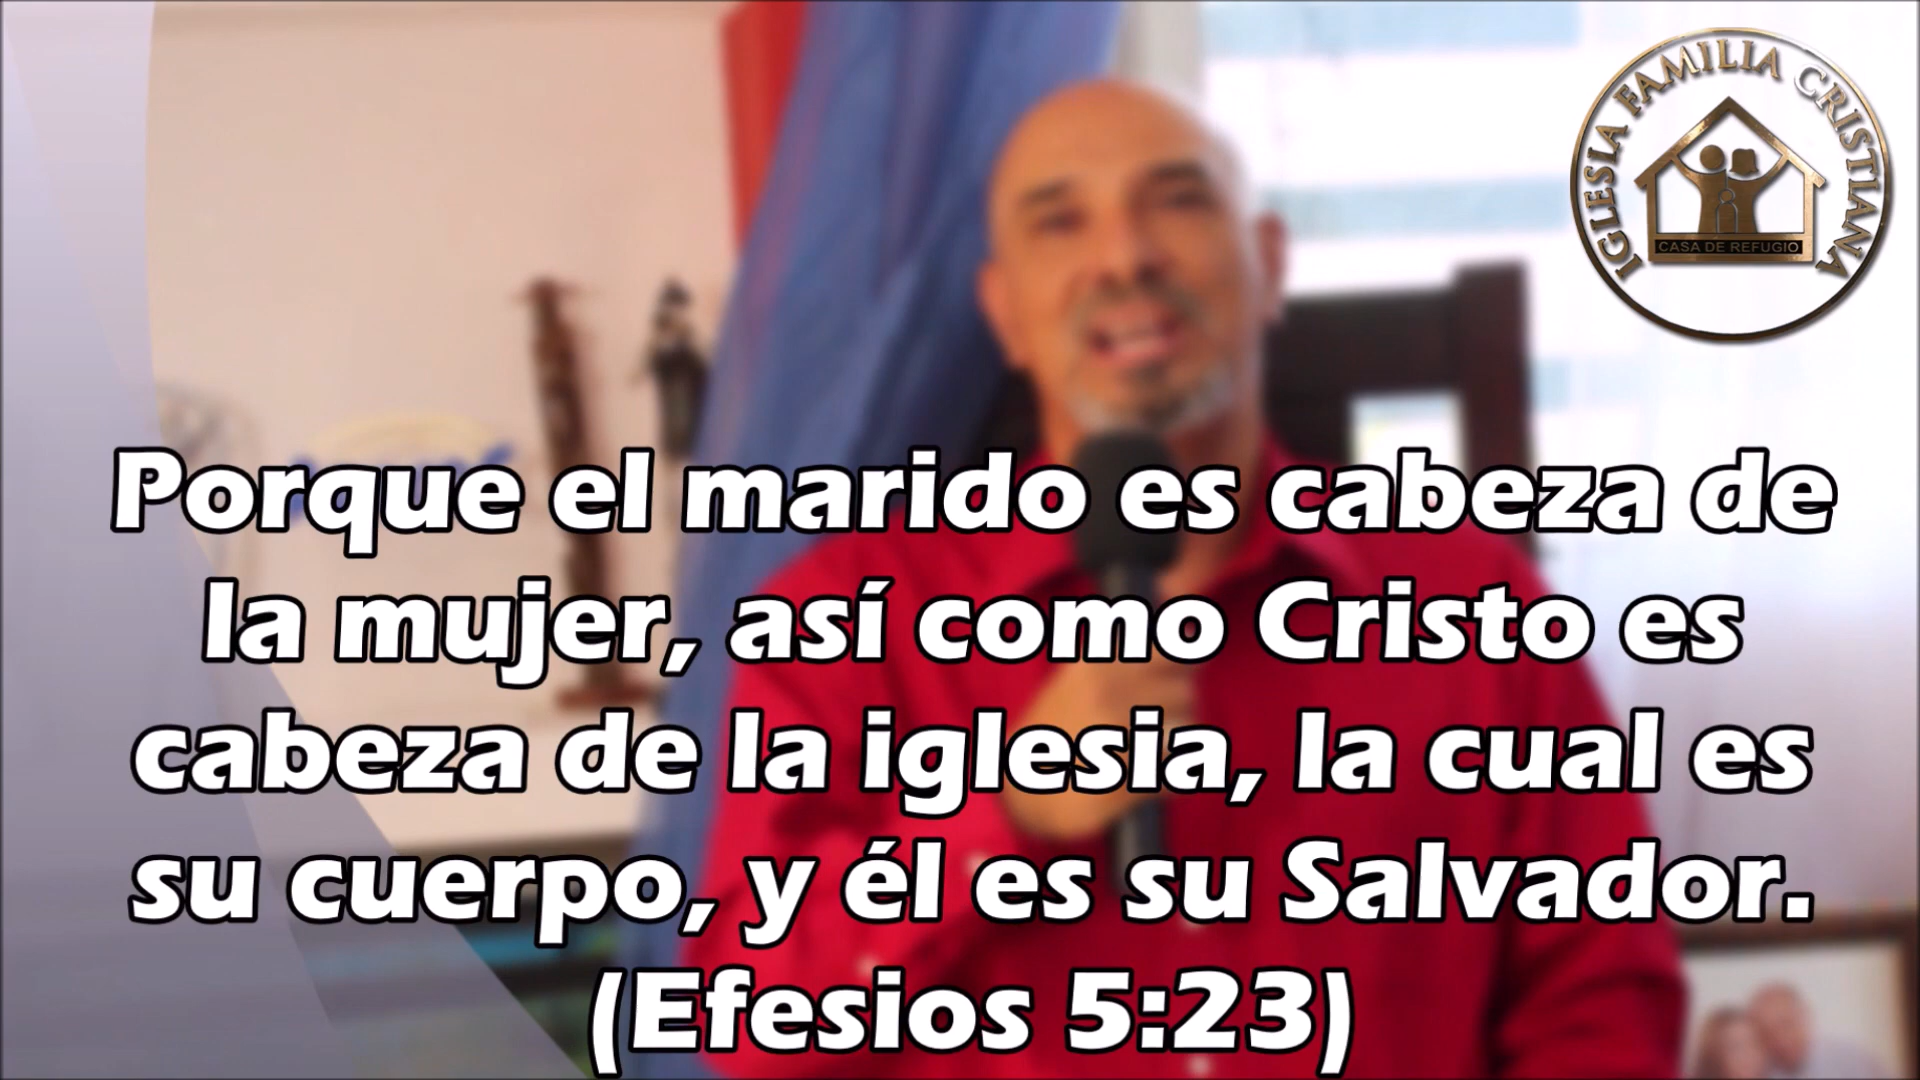 IGLESIA FAMILIA CRISTIANA
CASA DE REFUGIO
Porque el marido es cabeza de
la mujer, así como Cristo es
cabeza de la iglesia, la cual es
su cuerpo, y él es su Salvador.
(Efesios 5:23)